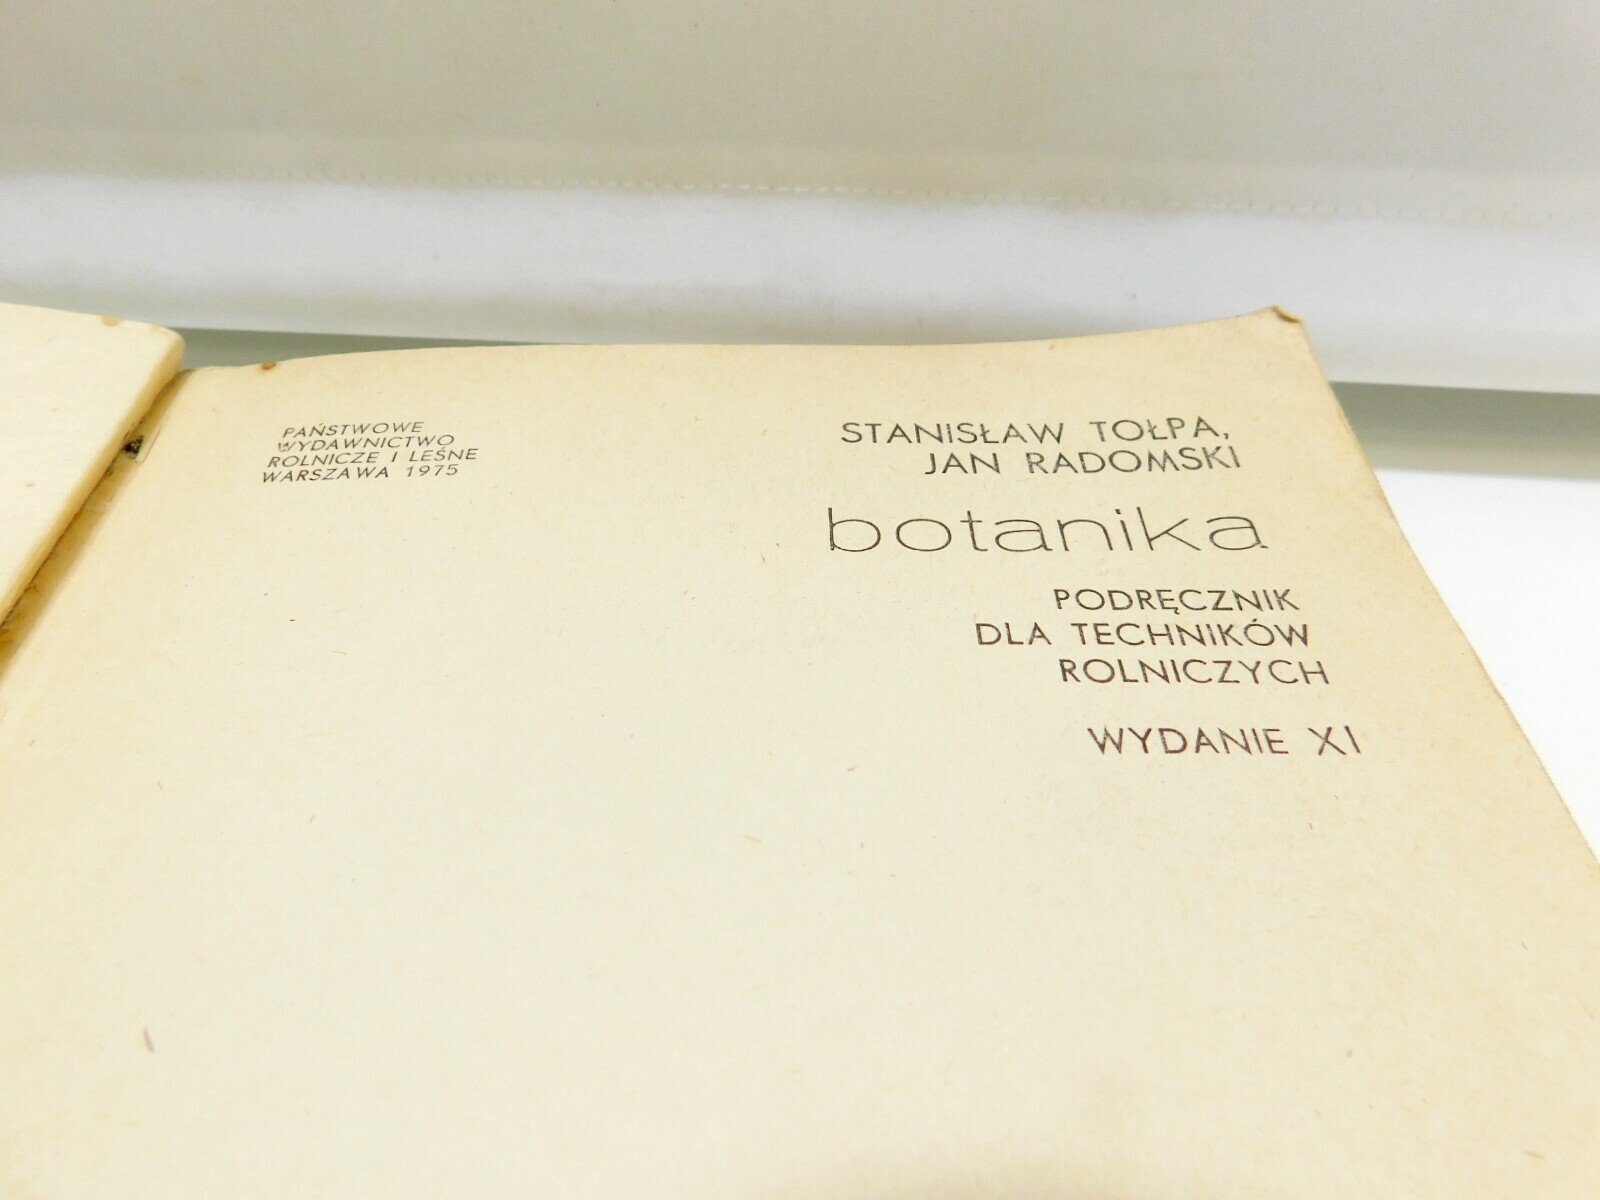 PAŃSTWOWE
WYDAWNICTWO
ROLNICZE I LEŚNE
WARSZAWA 1975
STANISŁAW TOŁPA,
JAN RADOMSKI
botanika
PODRĘCZNIK
DLA TECHNIKÓW
ROLNICZYCH
WYDANIE XI